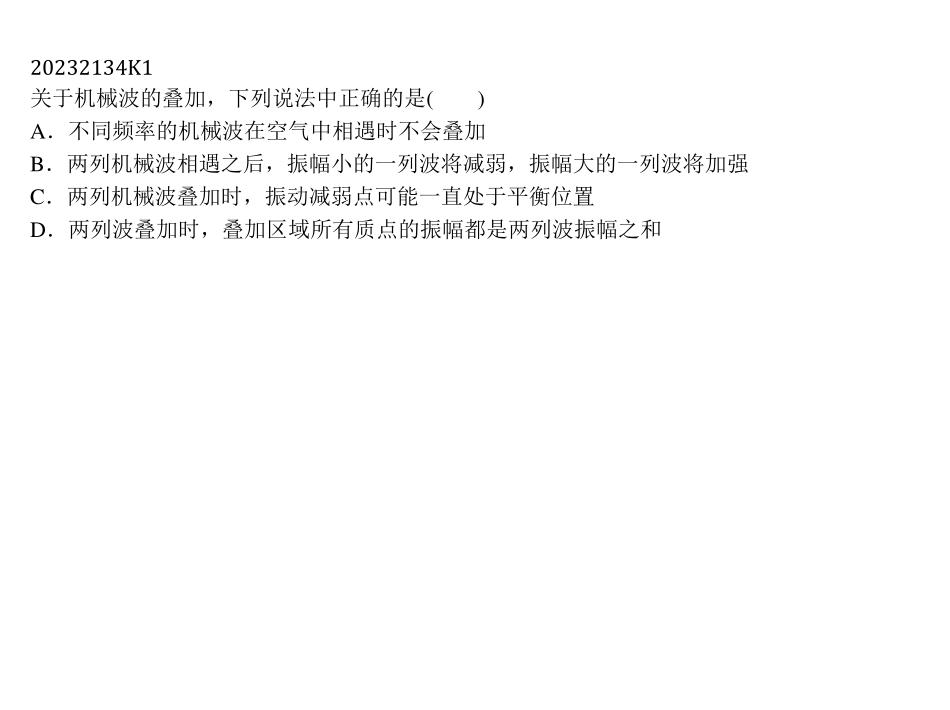 20232134K1
关于机械波的叠加，下列说法中正确的是(　　)
A．不同频率的机械波在空气中相遇时不会叠加
B．两列机械波相遇之后，振幅小的一列波将减弱，振幅大的一列波将加强
C．两列机械波叠加时，振动减弱点可能一直处于平衡位置
D．两列波叠加时，叠加区域所有质点的振幅都是两列波振幅之和